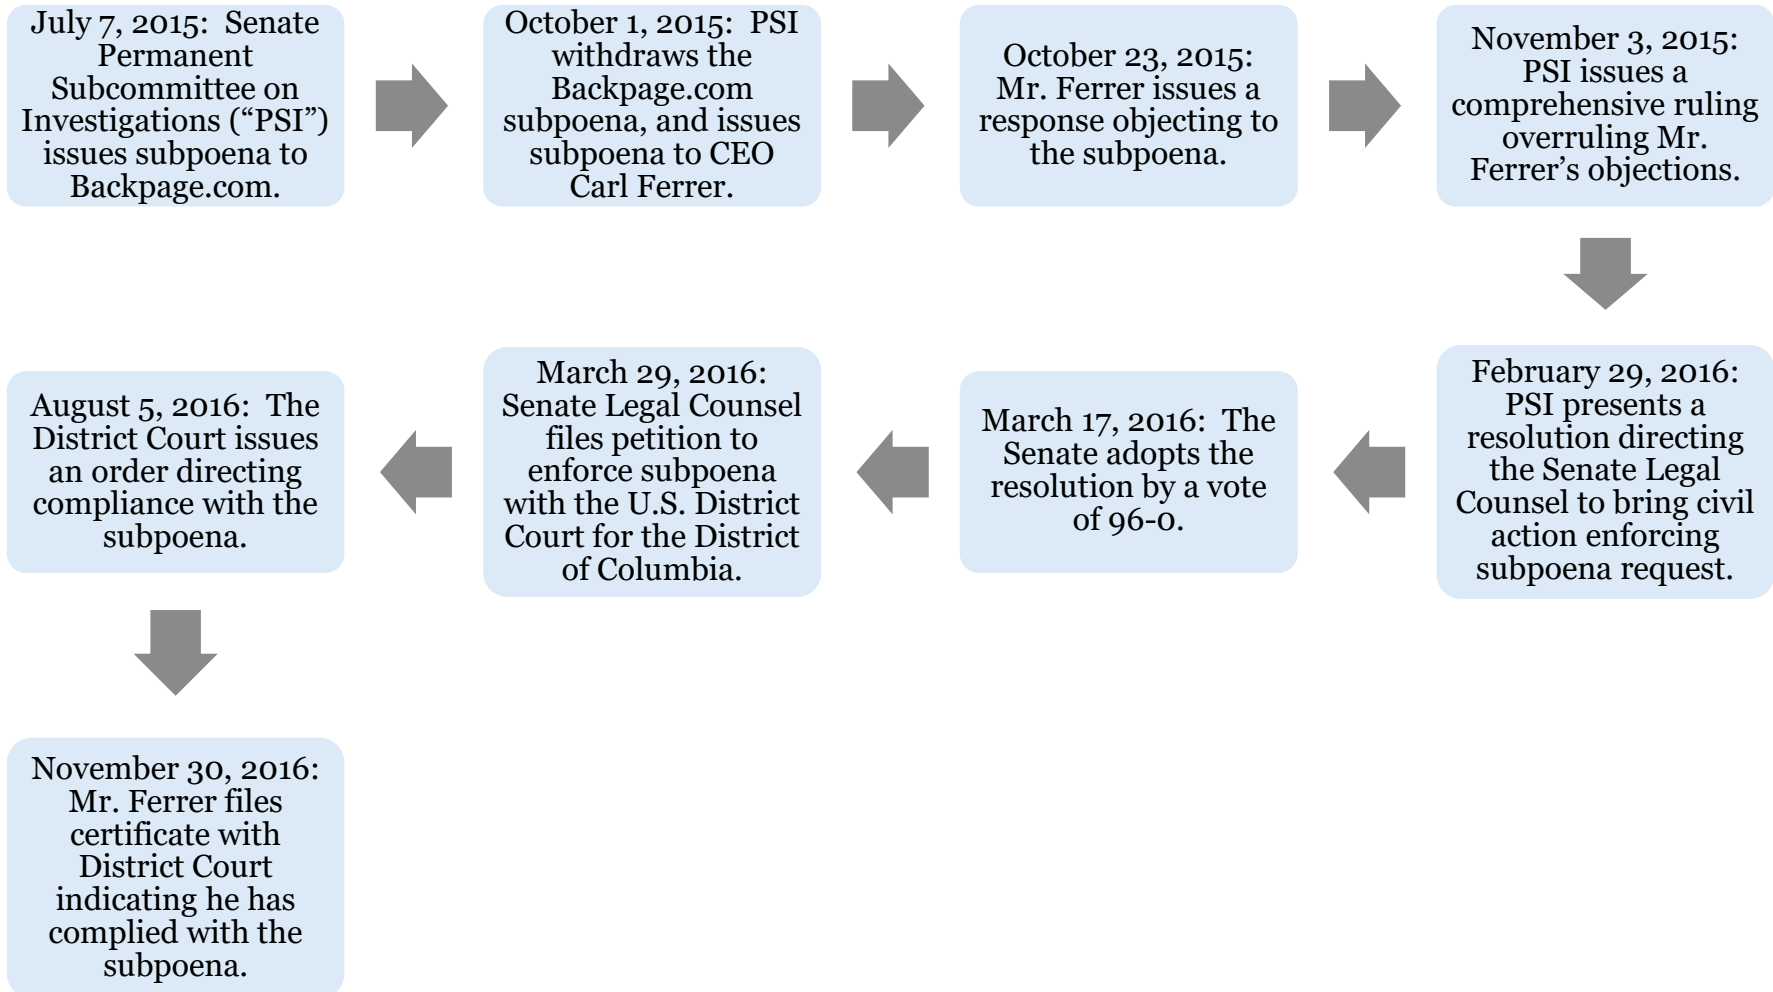 July 7, 2015:  Senate
Permanent
Subcommittee on
Investigations (“PSI”)
issues subpoena to
Backpage.com.
October 1, 2015:  PSI
withdraws the
Backpage.com
subpoena, and issues
subpoena to CEO
Carl Ferrer.
October 23, 2015:
Mr. Ferrer issues a
response objecting to
the subpoena.
November 3, 2015:
PSI issues a
comprehensive ruling
overruling Mr.
Ferrer’s objections.
February 29, 2016:
PSI presents a
resolution directing
the Senate Legal
Counsel to bring civil
action enforcing
subpoena request.
March 17, 2016:  The
Senate adopts the
resolution by a vote
of 96-0.
March 29, 2016:
Senate Legal Counsel
files petition to
enforce subpoena
with the U.S. District
Court for the District
of Columbia.
August 5, 2016:  The
District Court issues
an order directing
compliance with the
subpoena.
November 30, 2016:
Mr. Ferrer files
certificate with
District Court
indicating he has
complied with the
subpoena.